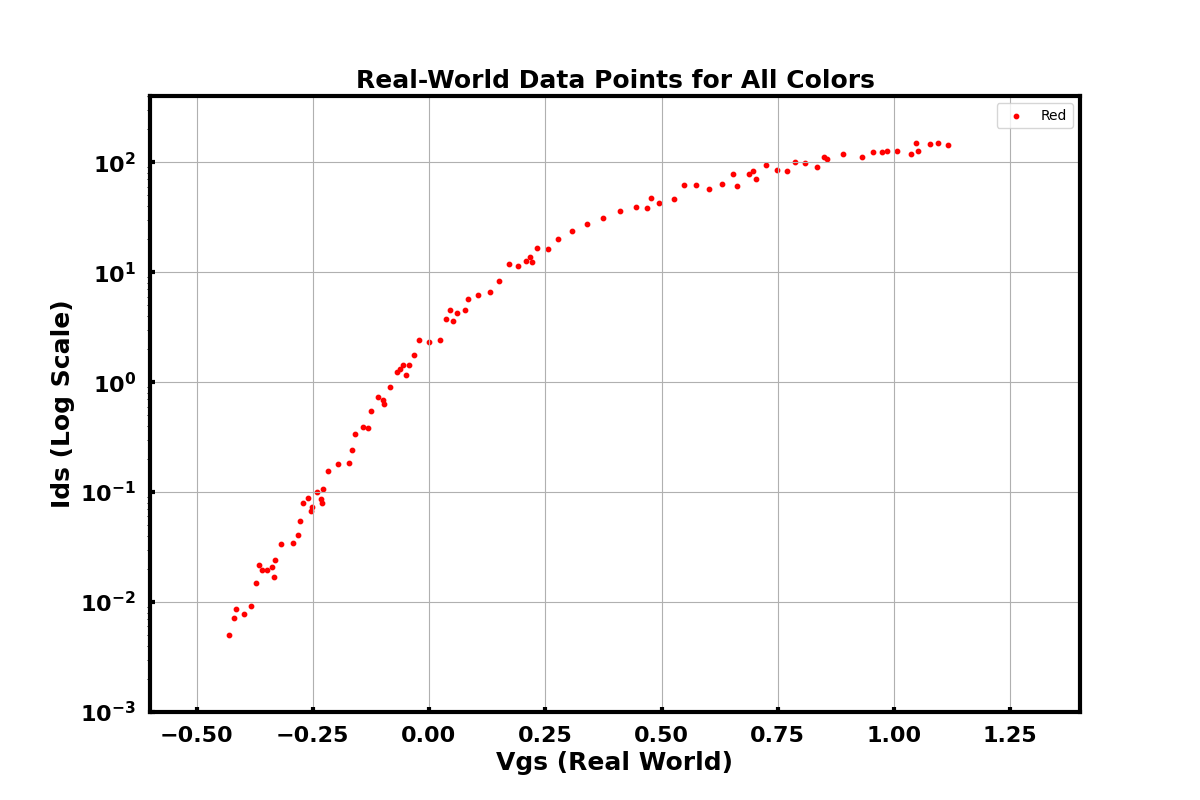 Real-World Data Points for All Colors
Red
10²
10¹
10⁰
10⁻¹
10⁻²
10⁻³
Ids (Log Scale)
−0.50 −0.25 0.00 0.25 0.50 0.75 1.00 1.25
Vgs (Real World)